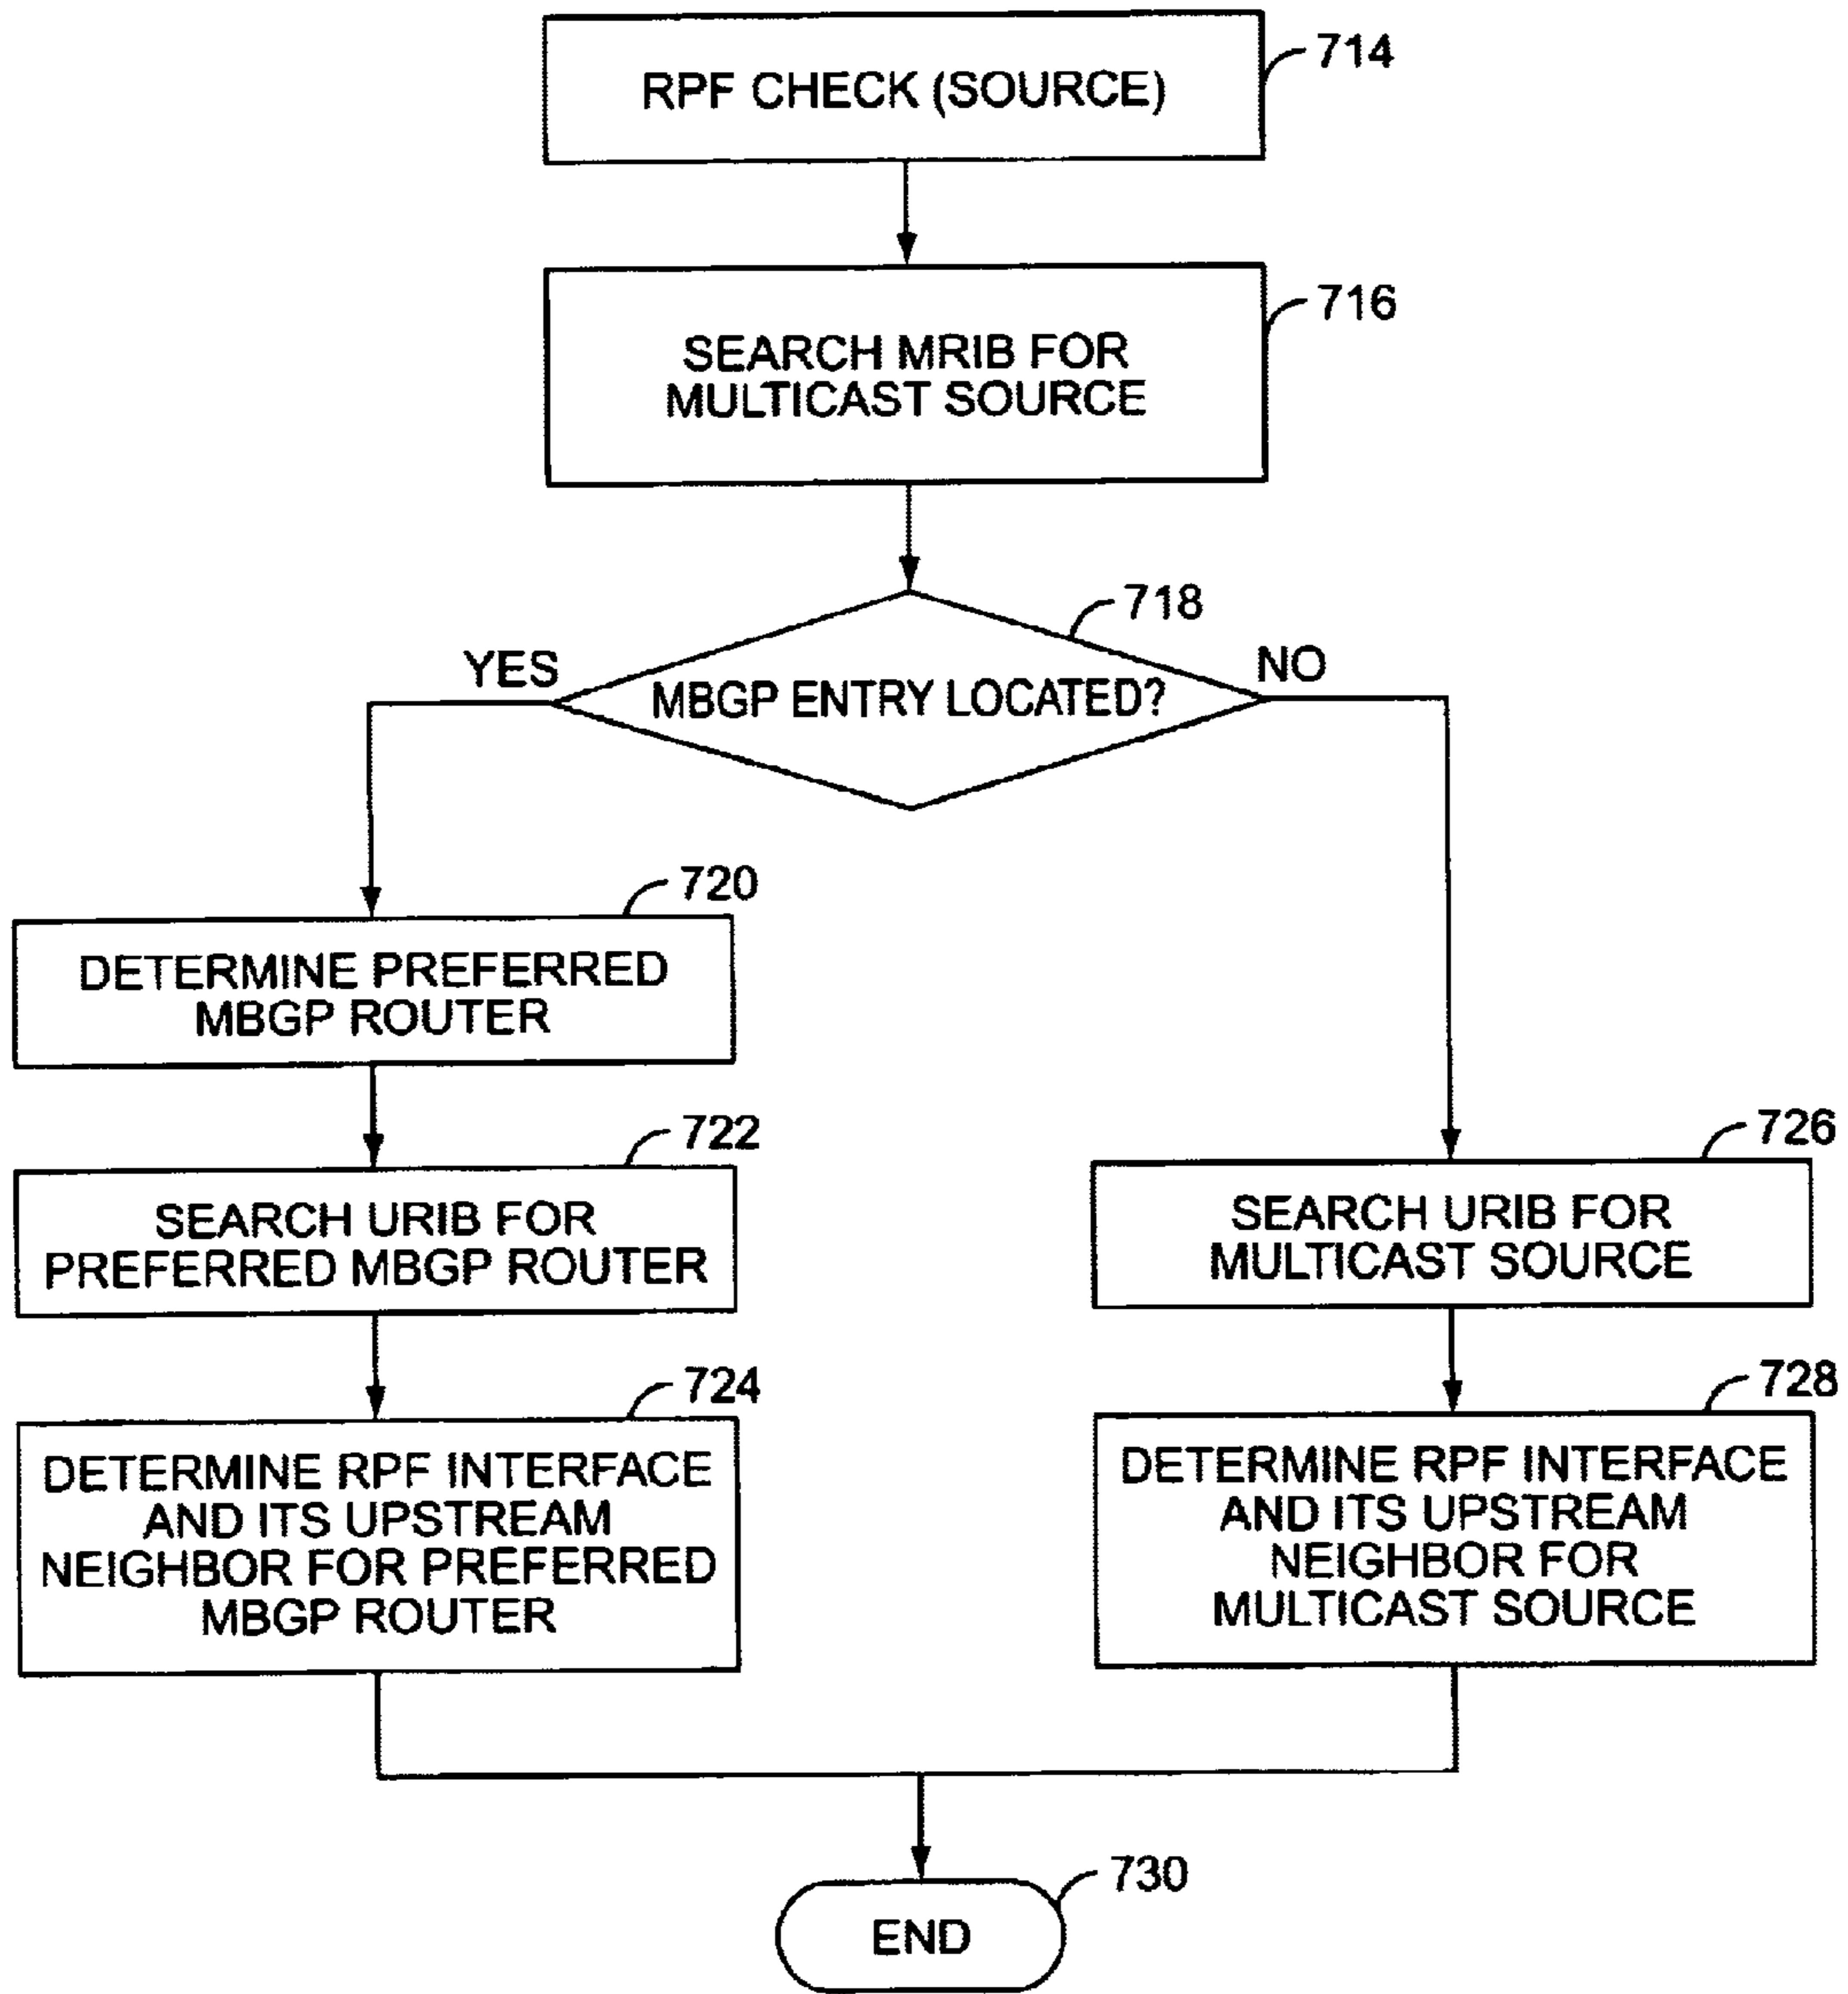 RPF CHECK (SOURCE)
714
SEARCH MRIB FOR
MULTICAST SOURCE
716
718
YES
MBGP ENTRY LOCATED?
NO
720
DETERMINE PREFERRED
MBGP ROUTER
722
SEARCH URIB FOR
PREFERRED MBGP ROUTER
724
DETERMINE RPF INTERFACE
AND ITS UPSTREAM
NEIGHBOR FOR PREFERRED
MBGP ROUTER
726
SEARCH URIB FOR
MULTICAST SOURCE
728
DETERMINE RPF INTERFACE
AND ITS UPSTREAM
NEIGHBOR FOR
MULTICAST SOURCE
730
END